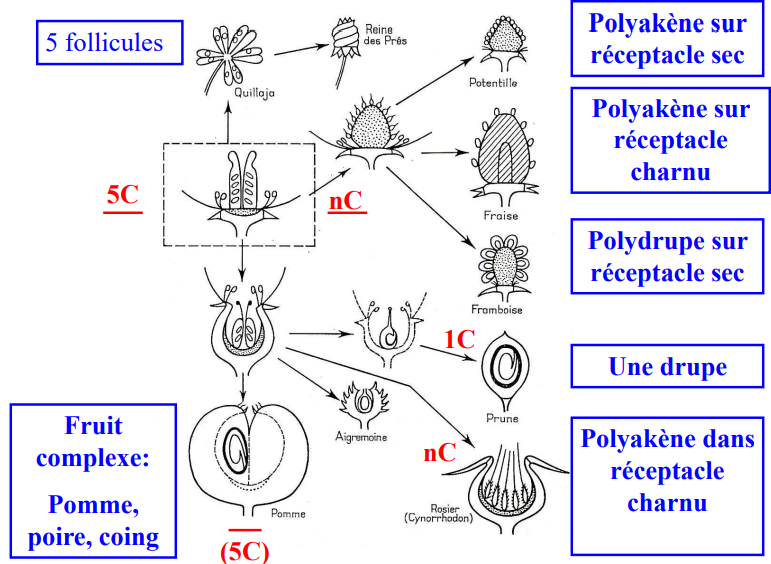 5 follicules
Quillaja
Reine
des Prés
Potentille
Polyakène sur
réceptacle sec
5C
nC
Fraise
Polyakène sur
réceptacle
charnu
Framboise
Polydrupe sur
réceptacle sec
1C
Prune
Une drupe
Aigremoine
Fruit
complexe:
Pomme,
poire, coing
Pomme
(5C)
nC
Rosier
(Cynorrhodon)
Polyakène dans
réceptacle
charnu